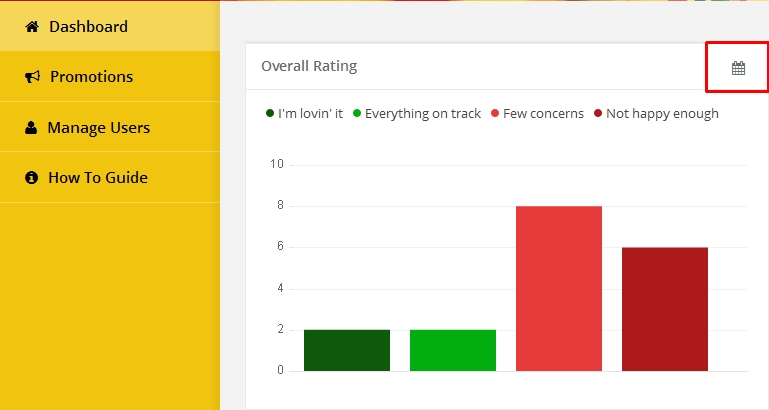 Dashboard
Promotions
Manage Users
How To Guide
Overall Rating
I'm lovin' it Everything on track Few concerns Not happy enough
10
8
6
4
2
0